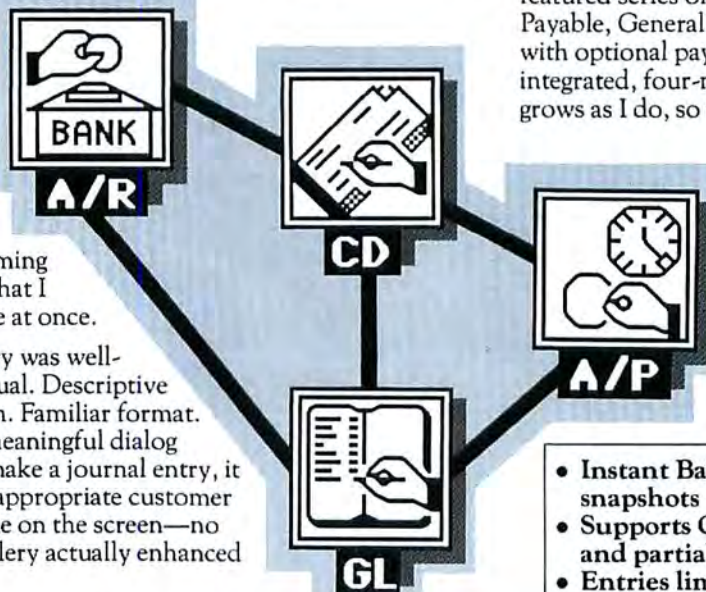 featured series of
Payable, General
with optional pay
integrated, four-
grows as I do, so
BANK
A/R
CD
A/P
GL
ming
hat I
e at once.
y was well-
ual. Descriptive
n. Familiar format.
neaningful dialog
nake a journal entry, it
appropriate customer
e on the screen—no
lery actually enhanced
• Instant Ba
snapshots
• Supports
and partia
• Entries lin